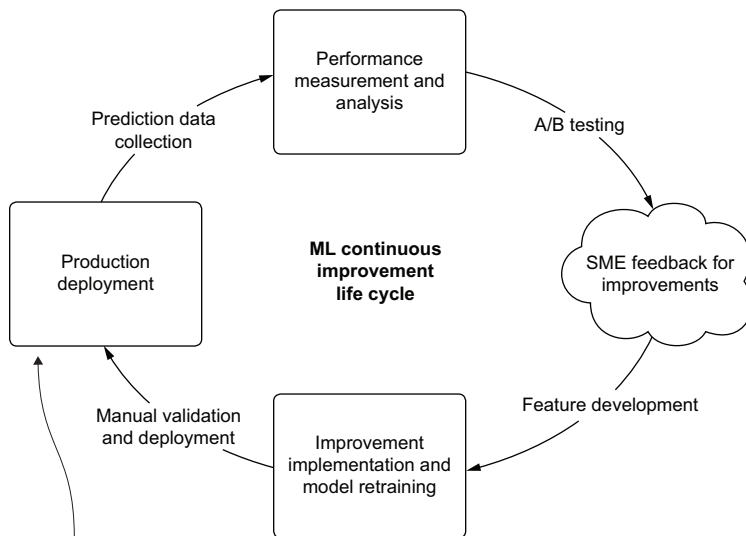 Performance
measurement and
analysis
Prediction data
collection
A/B testing
Production
deployment
ML continuous
improvement
life cycle
SME feedback for
improvements
Manual validation
and deployment
Feature development
Improvement
implementation and
model retraining